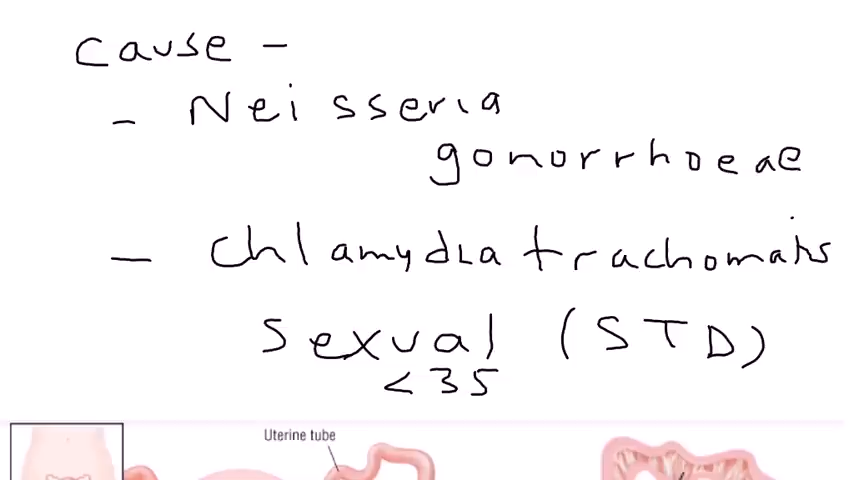 Cause -
- Neisseria
gonorrhoeae
- Chlamydia trachomatis
Sexual (STD)
<35
Uterine tube